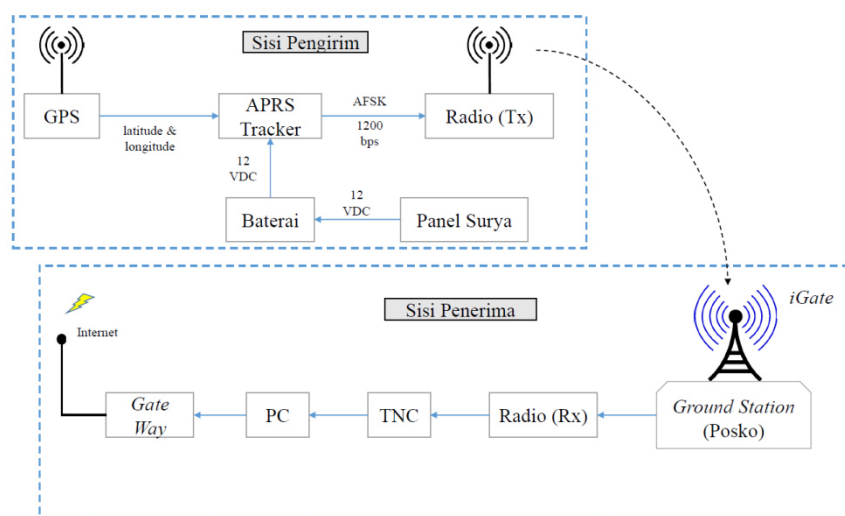 Sisi Pengirim
GPS
latitude &
longitude
APRS
Tracker
AFSK
1200
bps
Radio (Tx)
12
VDC
12
VDC
Baterai
Panel Surya
Sisi Penerima
iGate
Internet
Gate
Way
PC
TNC
Radio (Rx)
Ground Station
(Posko)